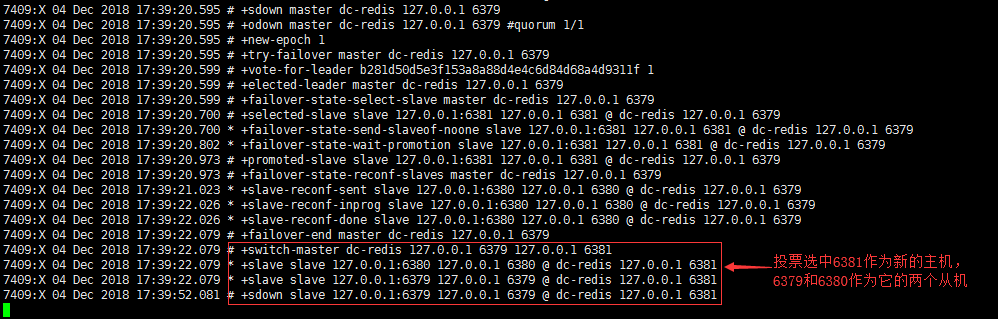 7409:X 04 Dec 2018 17:39:20.595 # +sdown master dc-redis 127.0.0.1 6379
7409:X 04 Dec 2018 17:39:20.595 # +odown master dc-redis 127.0.0.1 6379 #quorum 1/1
7409:X 04 Dec 2018 17:39:20.595 # +new-epoch 1
7409:X 04 Dec 2018 17:39:20.595 # +try-failover master dc-redis 127.0.0.1 6379
7409:X 04 Dec 2018 17:39:20.599 # +vote-for-leader b281d50d5e3f153a8a88d4e4c6d84d68a4d9311f 1
7409:X 04 Dec 2018 17:39:20.599 # +elected-leader master dc-redis 127.0.0.1 6379
7409:X 04 Dec 2018 17:39:20.599 # +failover-state-select-slave master dc-redis 127.0.0.1 6379
7409:X 04 Dec 2018 17:39:20.700 # +selected-slave slave 127.0.0.1:6381 127.0.0.1 6381 @ dc-redis 127.0.0.1 6379
7409:X 04 Dec 2018 17:39:20.700 * +failover-state-send-slaveof-noone slave 127.0.0.1:6381 127.0.0.1 6381 @ dc-redis 127.0.0.1 6379
7409:X 04 Dec 2018 17:39:20.802 * +failover-state-wait-promotion slave 127.0.0.1:6381 127.0.0.1 6381 @ dc-redis 127.0.0.1 6379
7409:X 04 Dec 2018 17:39:20.973 # +promoted-slave slave 127.0.0.1:6381 127.0.0.1 6381 @ dc-redis 127.0.0.1 6379
7409:X 04 Dec 2018 17:39:20.973 # +failover-state-reconf-slaves master dc-redis 127.0.0.1 6379
7409:X 04 Dec 2018 17:39:21.023 * +slave-reconf-sent slave 127.0.0.1:6380 127.0.0.1 6380 @ dc-redis 127.0.0.1 6379
7409:X 04 Dec 2018 17:39:22.026 * +slave-reconf-inprog slave 127.0.0.1:6380 127.0.0.1 6380 @ dc-redis 127.0.0.1 6379
7409:X 04 Dec 2018 17:39:22.026 * +slave-reconf-done slave 127.0.0.1:6380 127.0.0.1 6380 @ dc-redis 127.0.0.1 6379
7409:X 04 Dec 2018 17:39:22.079 # +failover-end master dc-redis 127.0.0.1 6379
7409:X 04 Dec 2018 17:39:22.079 # +switch-master dc-redis 127.0.0.1 6379 127.0.0.1 6381
7409:X 04 Dec 2018 17:39:22.079 * +slave slave 127.0.0.1:6380 127.0.0.1 6380 @ dc-redis 127.0.0.1 6381
7409:X 04 Dec 2018 17:39:22.079 * +slave slave 127.0.0.1:6379 127.0.0.1 6379 @ dc-redis 127.0.0.1 6381
7409:X 04 Dec 2018 17:39:52.081 # +sdown slave 127.0.0.1:6379 127.0.0.1 6379 @ dc-redis 127.0.0.1 6381
投票选中6381作为新的主机，
6379和6380作为它的两个从机